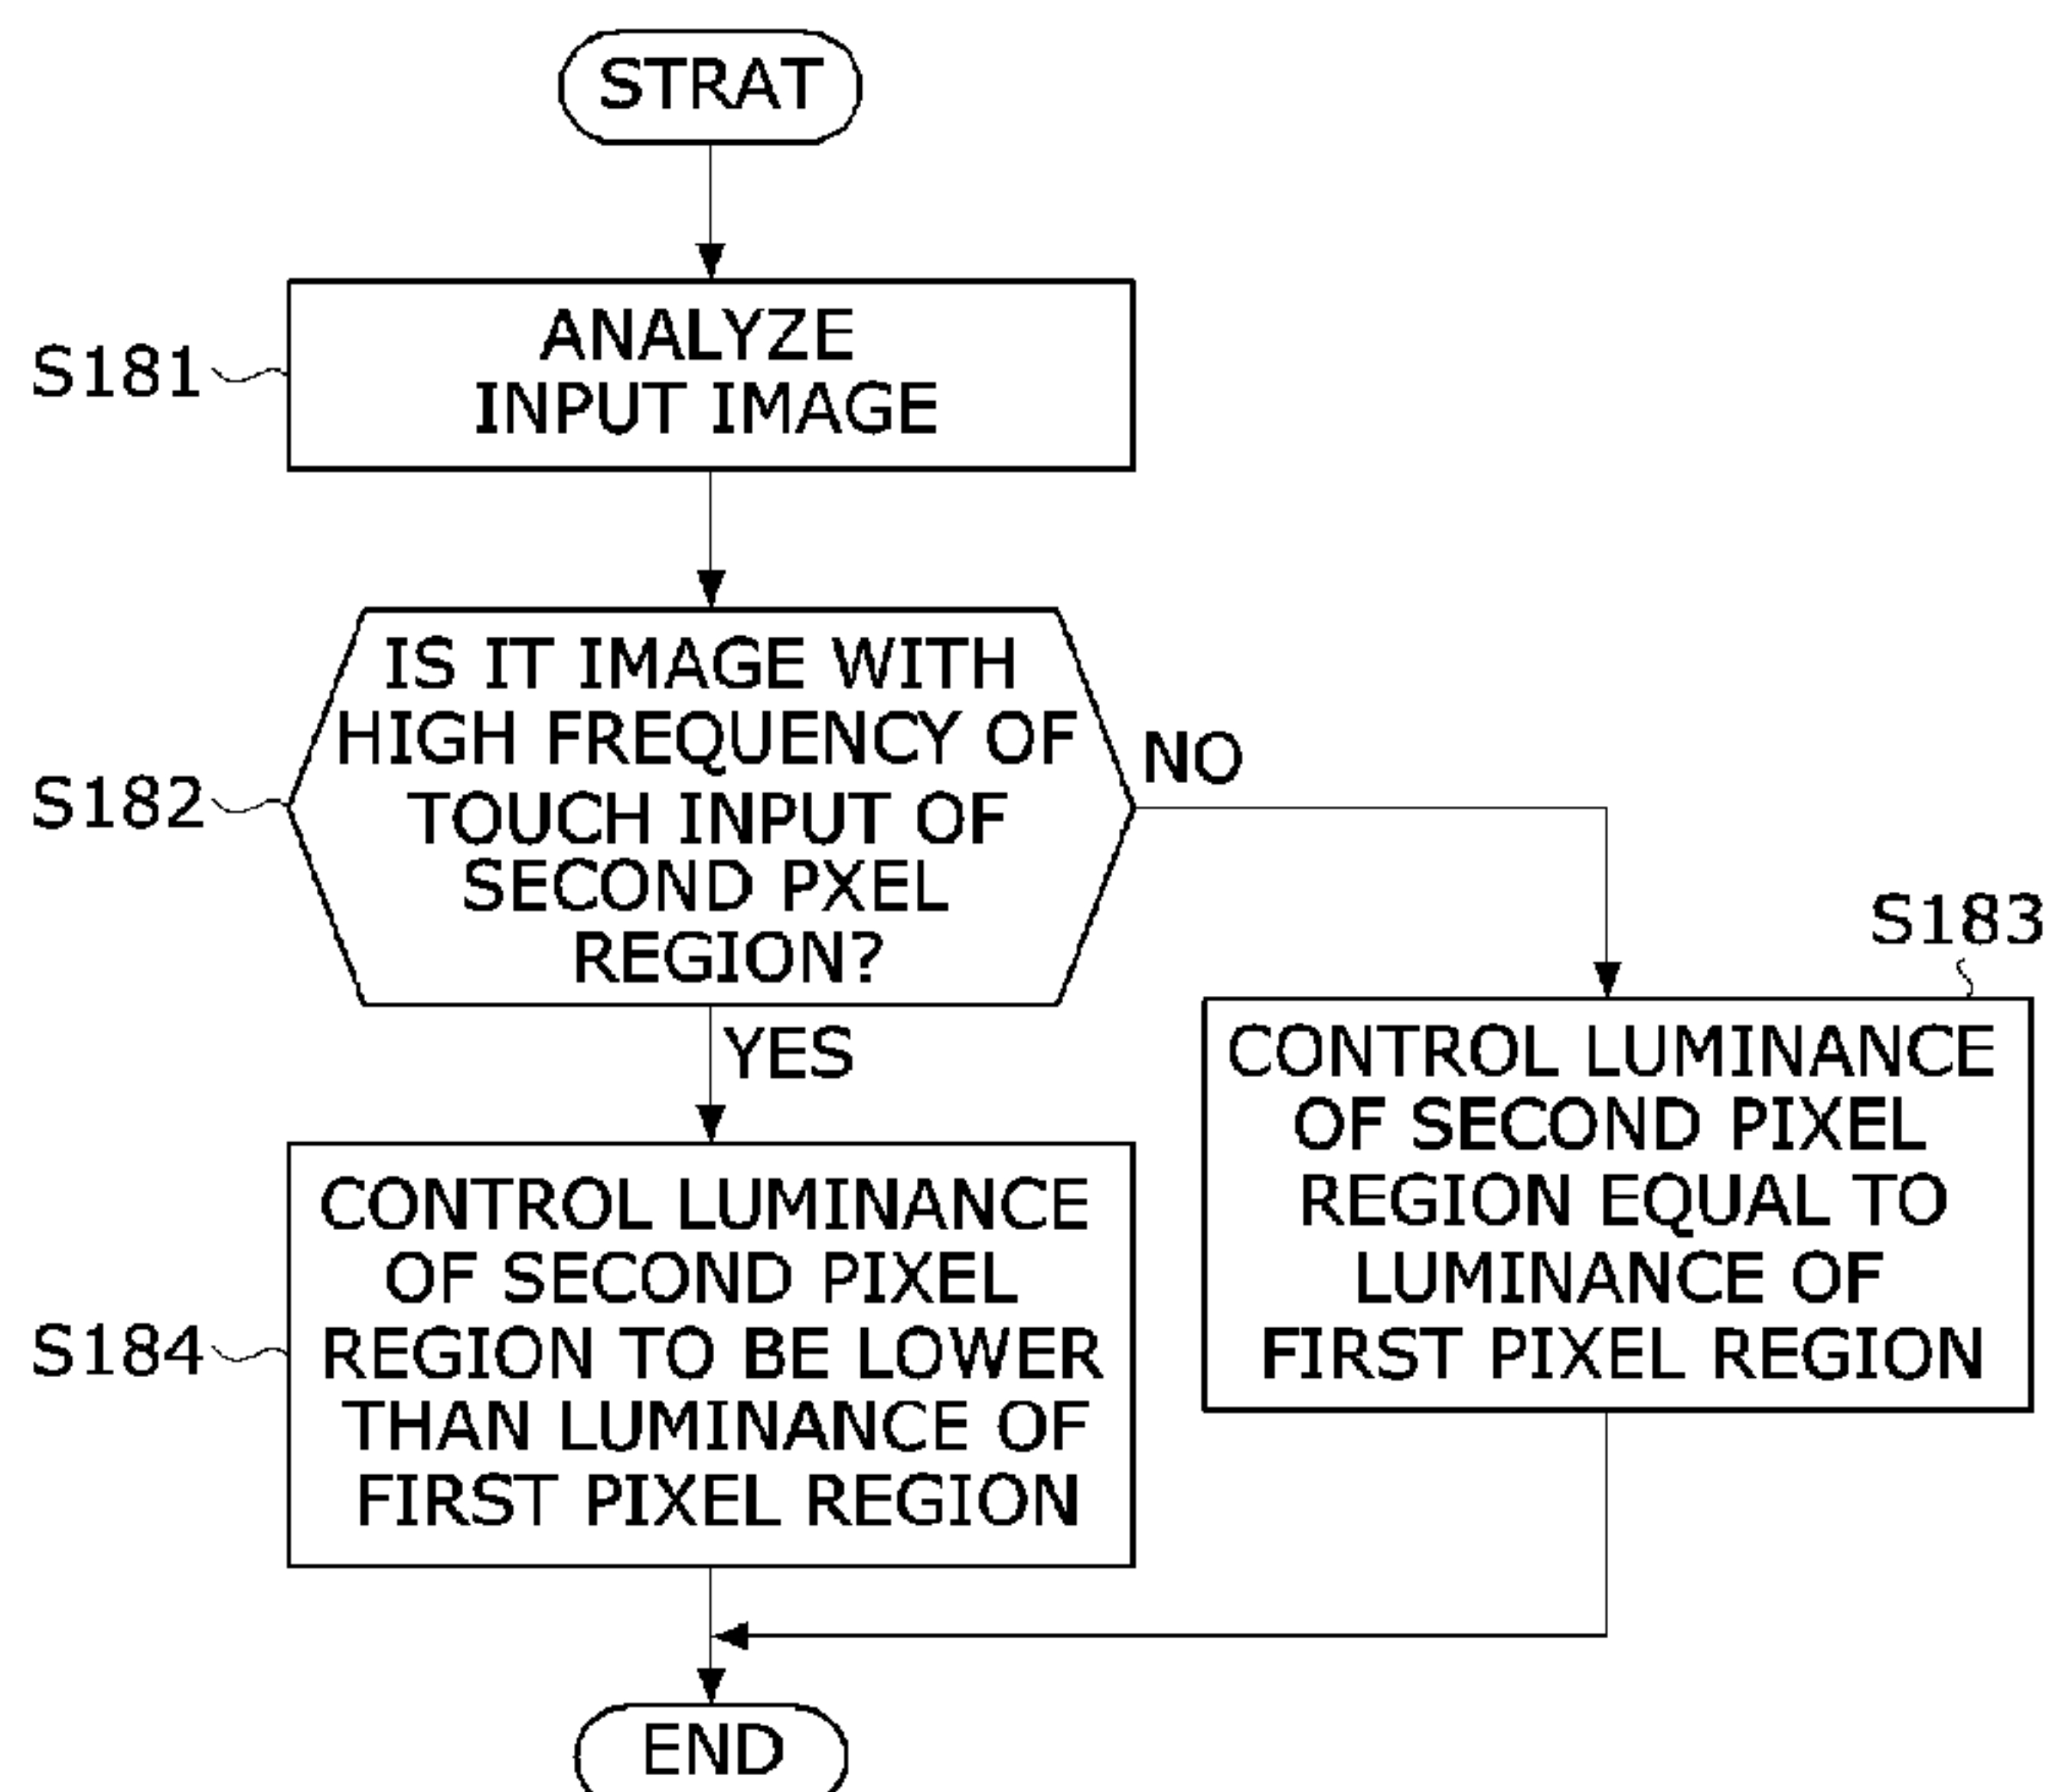 STRAT
S181
ANALYZE
INPUT IMAGE
S182
IS IT IMAGE WITH
HIGH FREQUENCY OF
TOUCH INPUT OF
SECOND PXEL
REGION?
NO
YES
S183
CONTROL LUMINANCE
OF SECOND PIXEL
REGION EQUAL TO
LUMINANCE OF
FIRST PIXEL REGION
S184
CONTROL LUMINANCE
OF SECOND PIXEL
REGION TO BE LOWER
THAN LUMINANCE OF
FIRST PIXEL REGION
END